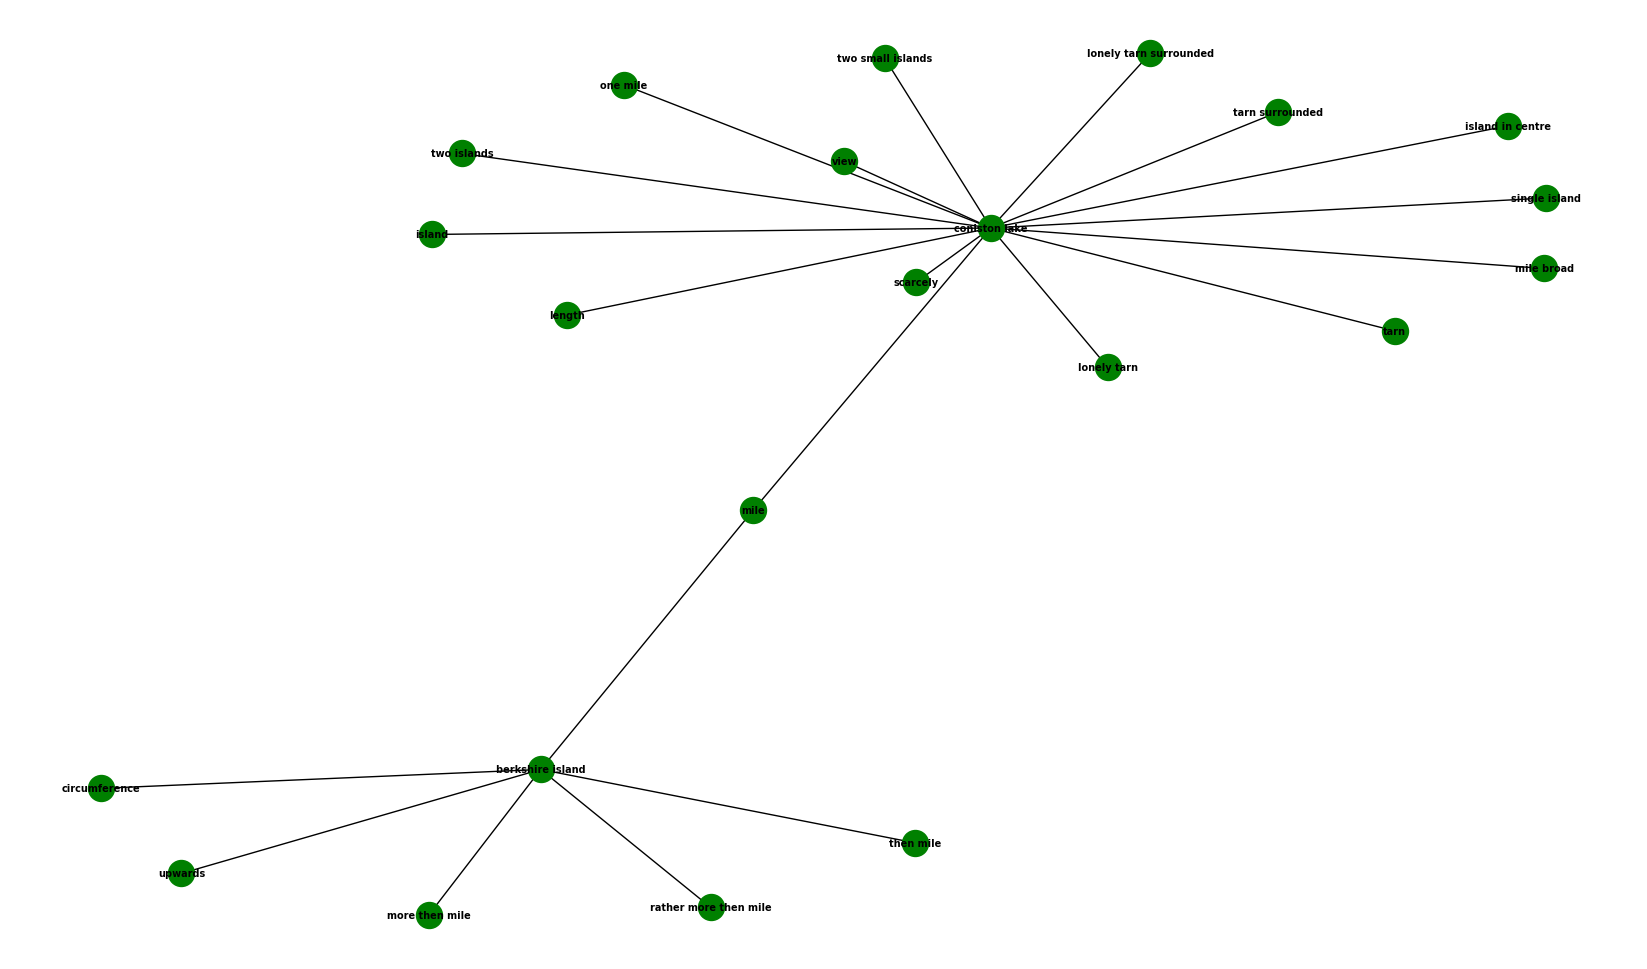 lonely tarn surrounded
two small islands
one mile
tarn surrounded
island in centre
two islands
view
single island
coniston lake
island
mile broad
scarcely
length
tarn
lonely tarn
mile
berkshire island
circumference
then mile
upwards
rather more then mile
more then mile